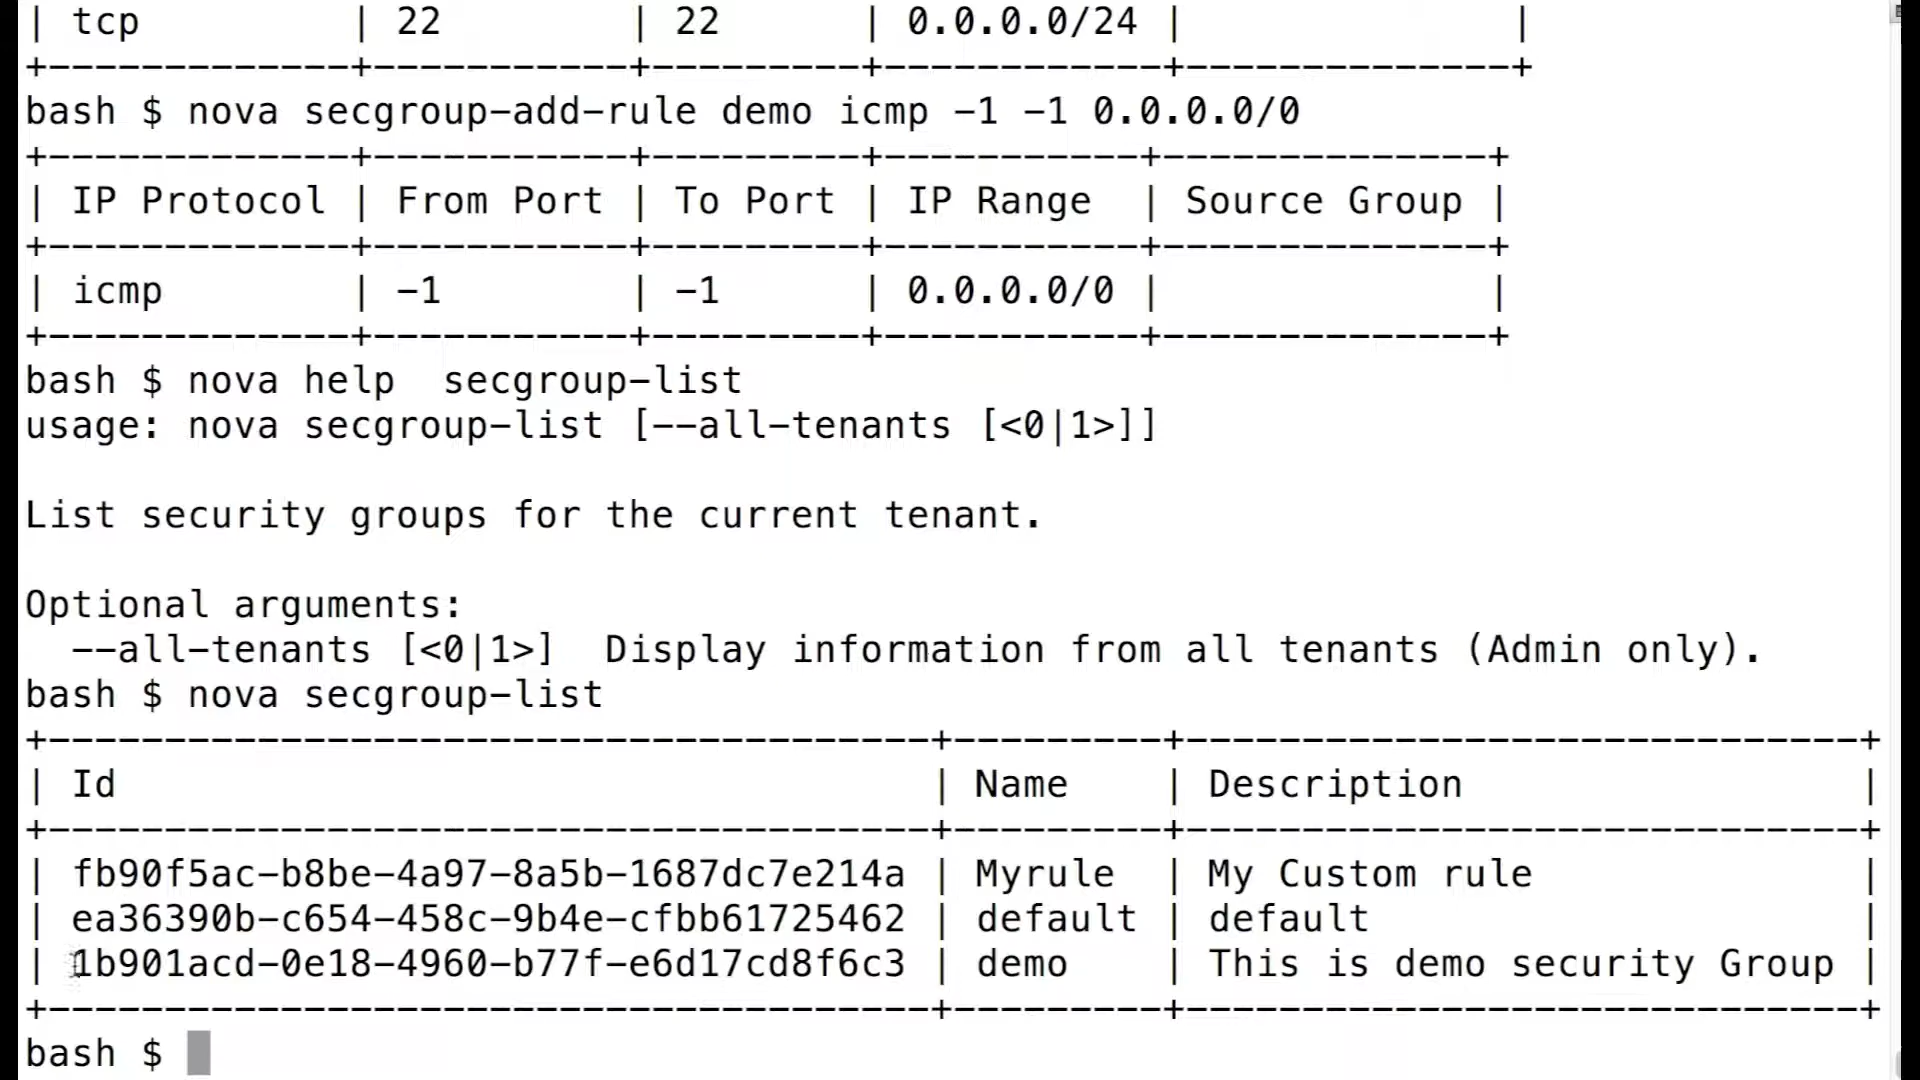 | tcp         | 22        | 22      | 0.0.0.0/24 |              |
+-------------+-----------+---------+------------+--------------+
bash $ nova secgroup-add-rule demo icmp -1 -1 0.0.0.0/0
+-------------+-----------+---------+-----------+--------------+
| IP Protocol | From Port | To Port | IP Range  | Source Group |
+-------------+-----------+---------+-----------+--------------+
| icmp        | -1        | -1      | 0.0.0.0/0 |              |
+-------------+-----------+---------+-----------+--------------+
bash $ nova help  secgroup-list
usage: nova secgroup-list [--all-tenants [<0|1>]]

List security groups for the current tenant.

Optional arguments:
  --all-tenants [<0|1>]  Display information from all tenants (Admin only).
bash $ nova secgroup-list
+--------------------------------------+---------+-----------------------------+
| Id                                   | Name    | Description                 |
+--------------------------------------+---------+-----------------------------+
| fb90f5ac-b8be-4a97-8a5b-1687dc7e214a | Myrule  | My Custom rule              |
| ea36390b-c654-458c-9b4e-cfbb61725462 | default | default                     |
| 1b901acd-0e18-4960-b77f-e6d17cd8f6c3 | demo    | This is demo security Group |
+--------------------------------------+---------+-----------------------------+
bash $